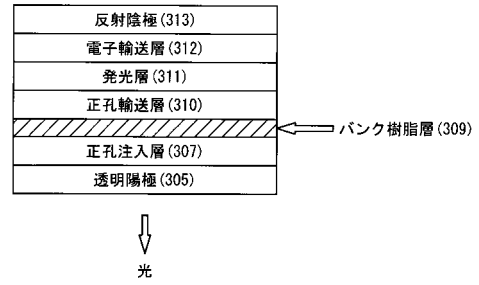 反射陰極(313)
電子輸送層(312)
発光層(311)
正孔輸送層(310)
バンク樹脂層(309)
正孔注入層(307)
透明陽極(305)
光